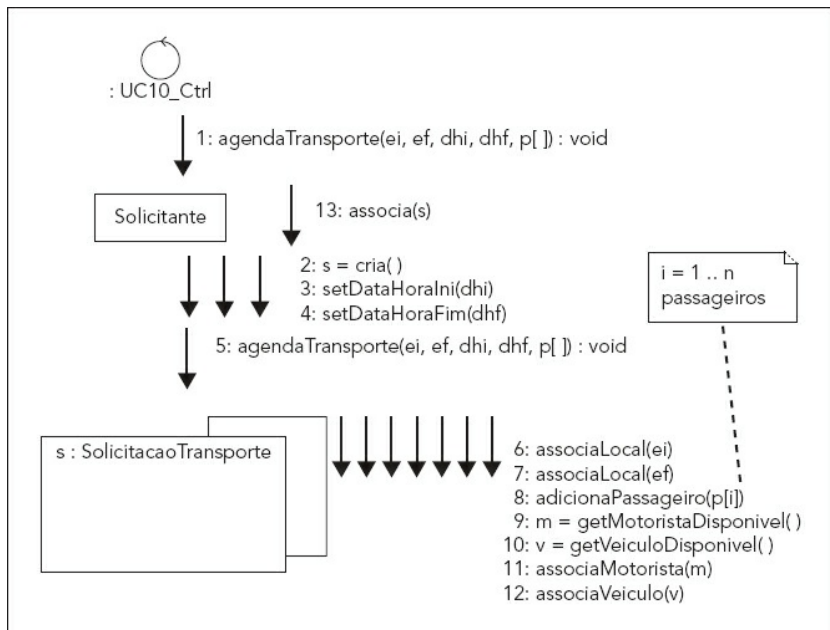 : UC10_Ctrl
1: agendaTransporte(ei, ef, dhi, dhf, p[ ]) : void
Solicitante
13: associa(s)
2: s = cria( )
3: setDataHoraIni(dhi)
4: setDataHoraFim(dhf)
i = 1 .. n
passageiros
5: agendaTransporte(ei, ef, dhi, dhf, p[ ]) : void
s : SolicitacaoTransporte
6: associaLocal(ei)
7: associaLocal(ef)
8: adicionaPassageiro(p[i])
9: m = getMotoristaDisponivel( )
10: v = getVeiculoDisponivel( )
11: associaMotorista(m)
12: associaVeiculo(v)